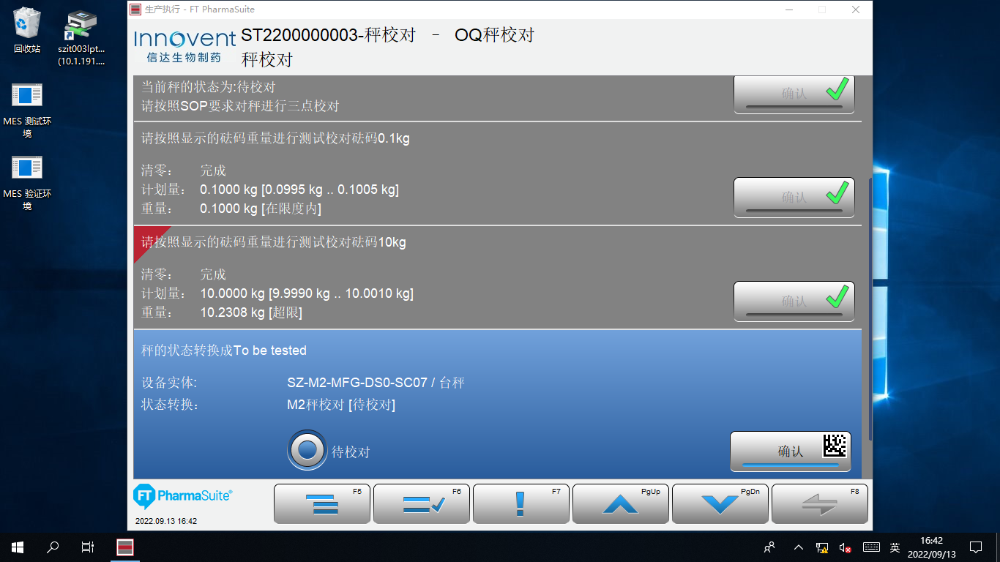 回收站
szit003lpt...
(10.1.191....
MES 测试环
境
MES 验证环
境
生产执行 - FT PharmaSuite
Innovent
信达生物制药
ST2200000003-秤校对 － OQ秤校对
秤校对
当前秤的状态为:待校对
请按照SOP要求对秤进行三点校对
确认
请按照显示的砝码重量进行测试校对砝码0.1kg
清零： 完成
计划量： 0.1000 kg [0.0995 kg .. 0.1005 kg]
重量： 0.1000 kg [在限度内]
确认
请按照显示的砝码重量进行测试校对砝码10kg
清零： 完成
计划量： 10.0000 kg [9.9990 kg .. 10.0010 kg]
重量： 10.2308 kg [超限]
确认
秤的状态转换成To be tested
设备实体: SZ-M2-MFG-DS0-SC07 / 台秤
状态转换： M2秤校对 [待校对]
待校对
确认
FT PharmaSuite®
2022.09.13 16:42
F5
F6
F7
PgUp
PgDn
F8
英
16:42
2022/09/13